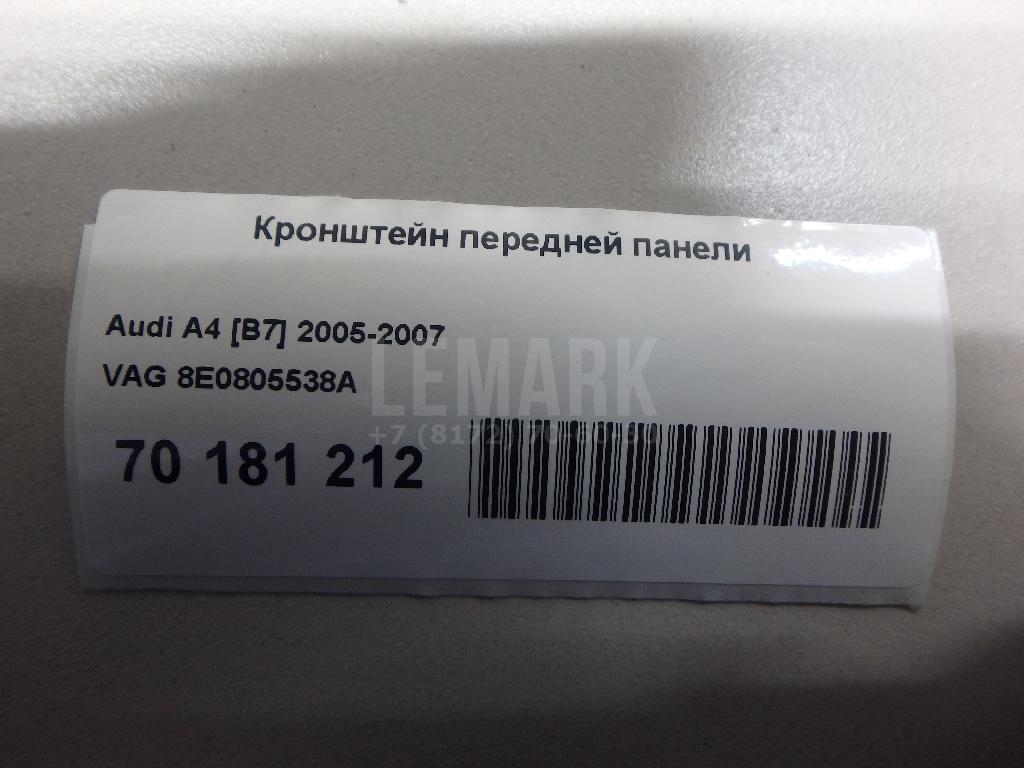 Кронштейн передней панели
Audi A4 [B7] 2005-2007
VAG 8E0805538A
LEMARK
70 181 212